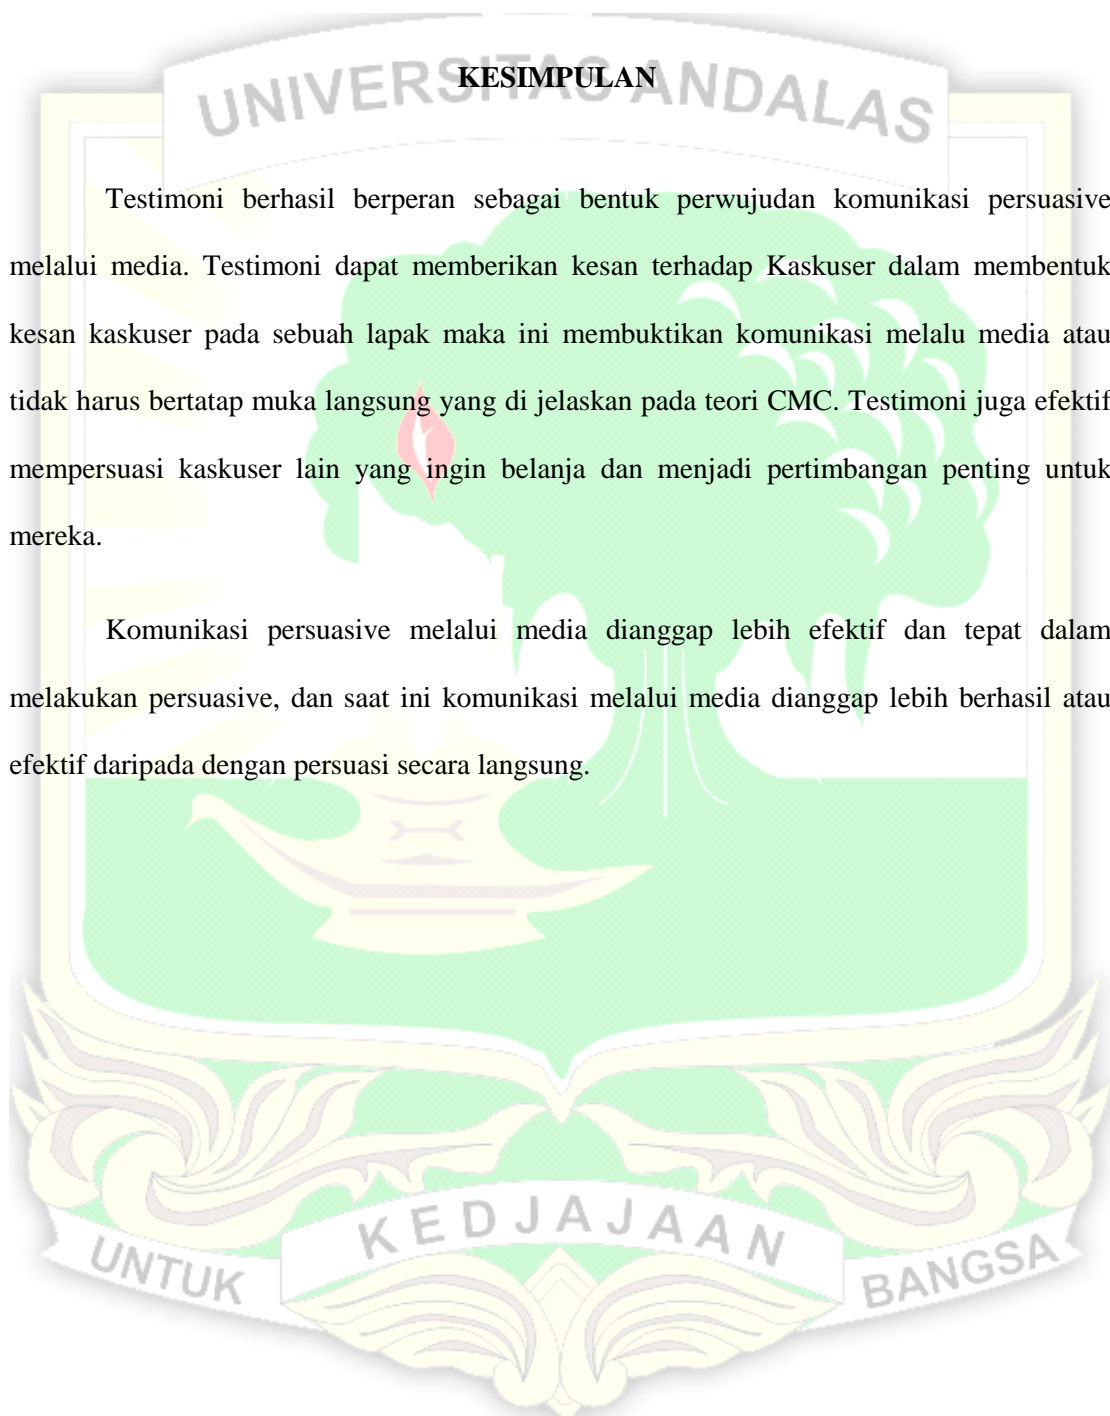 UNIVERSITAS ANDALAS
KESIMPULAN
Testimoni berhasil berperan sebagai bentuk perwujudan komunikasi persuasive
melalui media. Testimoni dapat memberikan kesan terhadap Kaskuser dalam membentuk
kesan kaskuser pada sebuah lapak maka ini membuktikan komunikasi melalu media atau
tidak harus bertatap muka langsung yang di jelaskan pada teori CMC. Testimoni juga efektif
mempersuasi kaskuser lain yang ingin belanja dan menjadi pertimbangan penting untuk
mereka.
Komunikasi persuasive melalui media dianggap lebih efektif dan tepat dalam
melakukan persuasive, dan saat ini komunikasi melalui media dianggap lebih berhasil atau
efektif daripada dengan persuasi secara langsung.
UNTUK KEDJAJAAN BANGSA